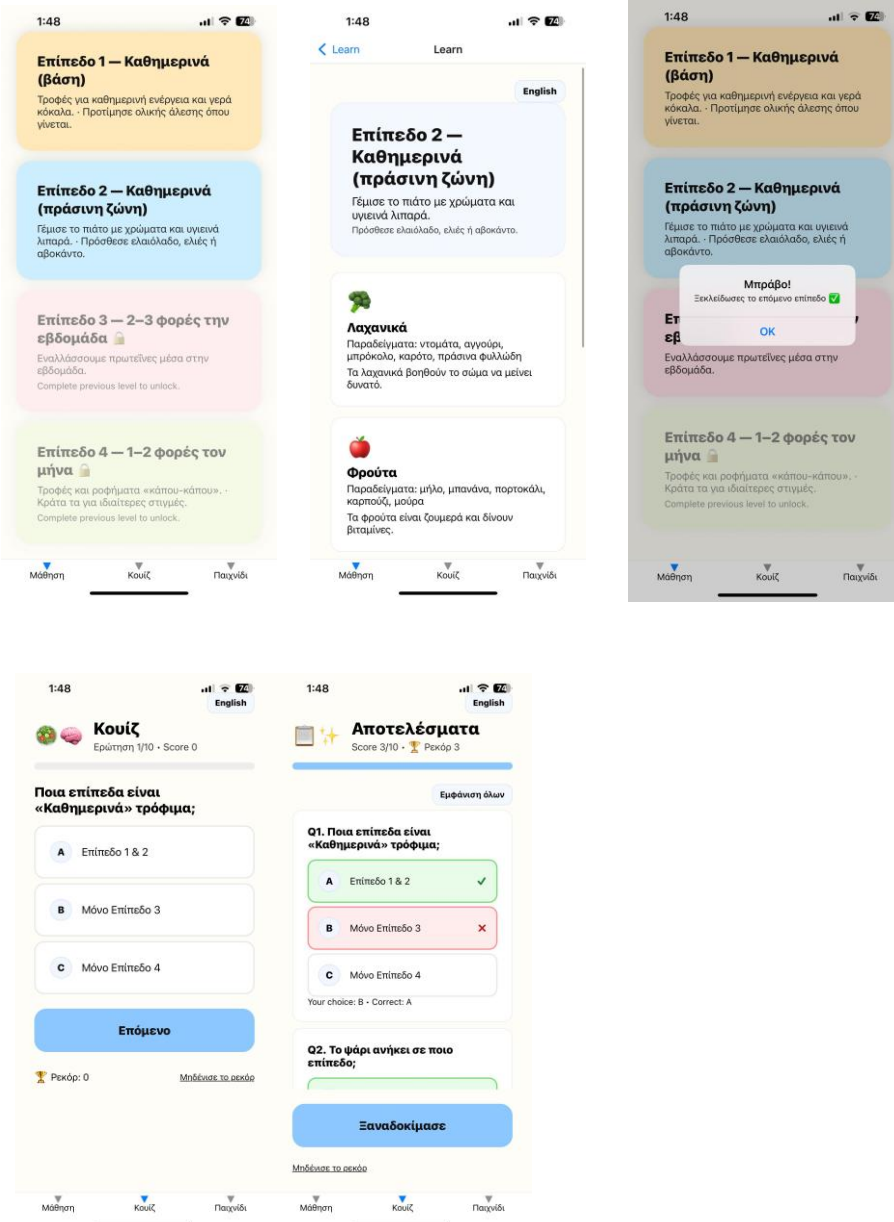 1:48
74
Επίπεδο 1 — Καθημερινά
(βάση)
Τροφές για καθημερινή ενέργεια και γερά
κόκαλα. · Προτίμησε ολικής άλεσης όπου
γίνεται.
Επίπεδο 2 — Καθημερινά
(πράσινη ζώνη)
Γέμισε το πιάτο με χρώματα και υγιεινά
λιπαρά. · Πρόσθεσε ελαιόλαδο, ελιές ή
αβοκάντο.
Επίπεδο 3 — 2–3 φορές την
εβδομάδα
Εναλλάσσουμε πρωτεΐνες μέσα στην
εβδομάδα.
Complete previous level to unlock.
Επίπεδο 4 — 1–2 φορές τον
μήνα
Τροφές και ροφήματα «κάπου-κάπου». ·
Κράτα τα για ιδιαίτερες στιγμές.
Complete previous level to unlock.
Μάθηση
Κουίζ
Παιχνίδι
1:48
74
Learn
Learn
English
Επίπεδο 2 —
Καθημερινά
(πράσινη ζώνη)
Γέμισε το πιάτο με χρώματα και
υγιεινά λιπαρά.
Πρόσθεσε ελαιόλαδο, ελιές ή αβοκάντο.
Λαχανικά
Παραδείγματα: ντομάτα, αγγούρι,
μπρόκολο, καρότο, πράσινα φυλλώδη
Τα λαχανικά βοηθούν το σώμα να μείνει
δυνατό.
Φρούτα
Παραδείγματα: μήλο, μπανάνα, πορτοκάλι,
καρπούζι, μούρα
Τα φρούτα είναι ζουμερά και δίνουν
βιταμίνες.
Μάθηση
Κουίζ
Παιχνίδι
1:48
74
Επίπεδο 1 — Καθημερινά
(βάση)
Τροφές για καθημερινή ενέργεια και γερά
κόκαλα. · Προτίμησε ολικής άλεσης όπου
γίνεται.
Επίπεδο 2 — Καθημερινά
(πράσινη ζώνη)
Γέμισε το πιάτο με χρώματα και υγιεινά
λιπαρά. · Πρόσθεσε ελαιόλαδο, ελιές ή
αβοκάντο.
Μπράβο!
Ξεκλείδωσες το επόμενο επίπεδο ✅
OK
Εναλλάσσουμε πρωτεΐνες μέσα στην
εβδομάδα.
Επίπεδο 4 — 1–2 φορές τον
μήνα
Τροφές και ροφήματα «κάπου-κάπου». ·
Κράτα τα για ιδιαίτερες στιγμές.
Complete previous level to unlock.
Μάθηση
Κουίζ
Παιχνίδι
1:48
74
English
Κουίζ
Ερώτηση 1/10 • Score 0
Ποια επίπεδα είναι
«Καθημερινά» τρόφιμα;
A Επίπεδο 1 & 2
B Μόνο Επίπεδο 3
C Μόνο Επίπεδο 4
Επόμενο
Ρεκόρ: 0
Μηδένισε το ρεκόρ
Μάθηση
Κουίζ
Παιχνίδι
1:48
74
English
Αποτελέσματα
Score 3/10 • 🏆 Ρεκόρ 3
Εμφάνιση όλων
Q1. Ποια επίπεδα είναι
«Καθημερινά» τρόφιμα;
A Επίπεδο 1 & 2
B Μόνο Επίπεδο 3
C Μόνο Επίπεδο 4
Your choice: B • Correct: A
Q2. Το ψάρι ανήκει σε ποιο
επίπεδο;
Ξαναδοκίμασε
Μηδένισε το ρεκόρ
Μάθηση
Κουίζ
Παιχνίδι